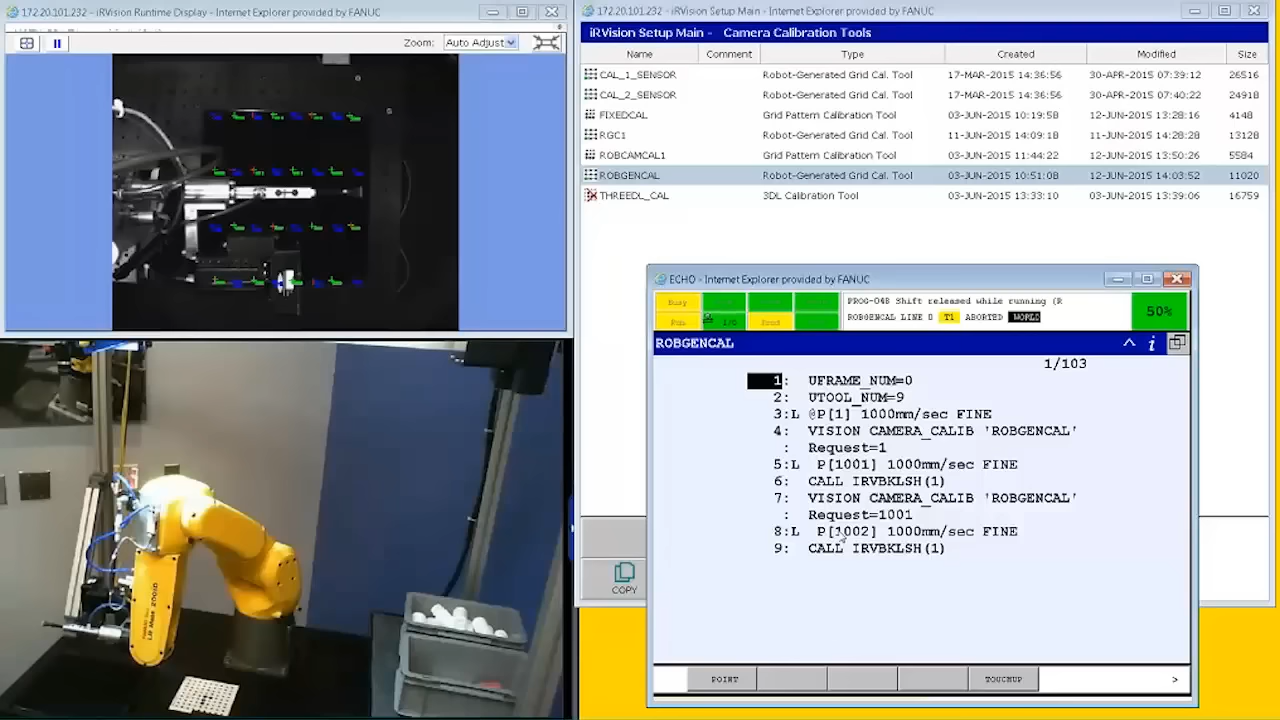 172.20.101.232 - iRVision Runtime Display - Internet Explorer provided by FANUC
Zoom: Auto Adjust
172.20.101.232 - iRVision Setup Main - Internet Explorer provided by FANUC
iRVision Setup Main - Camera Calibration Tools
Name Comment Type Created Modified Size
CAL_1_SENSOR Robot-Generated Grid Cal. Tool 17-MAR-2015 14:36:56 30-APR-2015 07:39:12 26516
CAL_2_SENSOR Robot-Generated Grid Cal. Tool 17-MAR-2015 14:36:56 30-APR-2015 07:40:22 24918
FIXEDCAL Grid Pattern Calibration Tool 03-JUN-2015 10:19:58 12-JUN-2015 13:28:16 4148
RGC1 Robot-Generated Grid Cal. Tool 11-JUN-2015 14:09:18 11-JUN-2015 14:28:28 13128
ROBCAMCAL1 Grid Pattern Calibration Tool 03-JUN-2015 11:44:22 12-JUN-2015 13:50:26 5584
ROBGENCAL Robot-Generated Grid Cal. Tool 03-JUN-2015 10:51:08 12-JUN-2015 14:03:52 11020
THREEDL_CAL 3DL Calibration Tool 03-JUN-2015 13:33:10 03-JUN-2015 13:39:06 16759
COPY
ECHO - Internet Explorer provided by FANUC
Busy
Run I/O Prod
PROG-048 Shift released while running (R
ROBGENCAL LINE 0 T1 ABORTED WORLD
50%
ROBGENCAL
1/103
1: UFRAME_NUM=0
2: UTOOL_NUM=9
3:L @P[1] 1000mm/sec FINE
4: VISION CAMERA_CALIB 'ROBGENCAL'
: Request=1
5:L P[1001] 1000mm/sec FINE
6: CALL IRVBKLSH(1)
7: VISION CAMERA_CALIB 'ROBGENCAL'
: Request=1001
8:L P[1002] 1000mm/sec FINE
9: CALL IRVBKLSH(1)
POINT TOUCHUP >
LR Mate 200iD